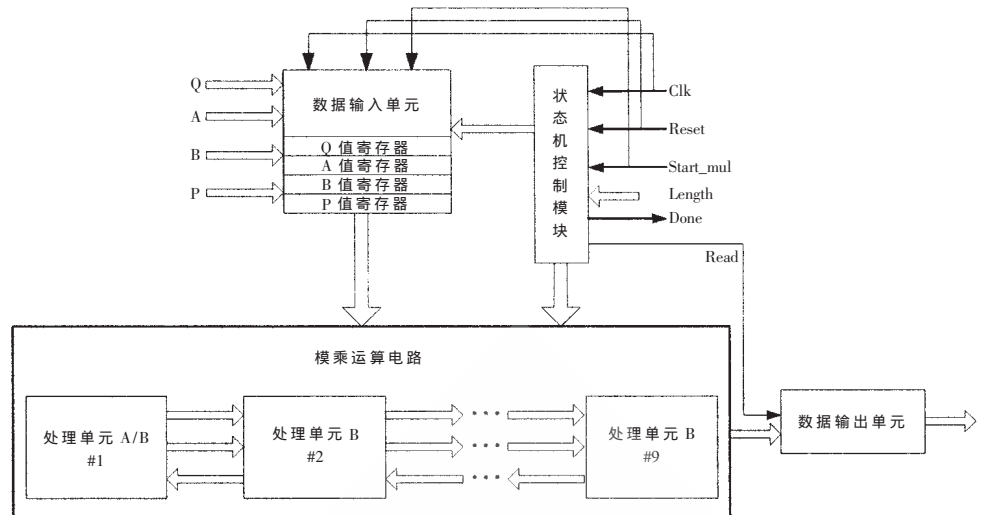 Q
A
B
P
数据输入单元
Q 值寄存器
A 值寄存器
B 值寄存器
P 值寄存器
状态机控制模块
Clk
Reset
Start_mul
Length
Done
Read
模乘运算电路
处理单元 A/B
#1
处理单元 B
#2
···
···
···
处理单元 B
#9
数据输出单元